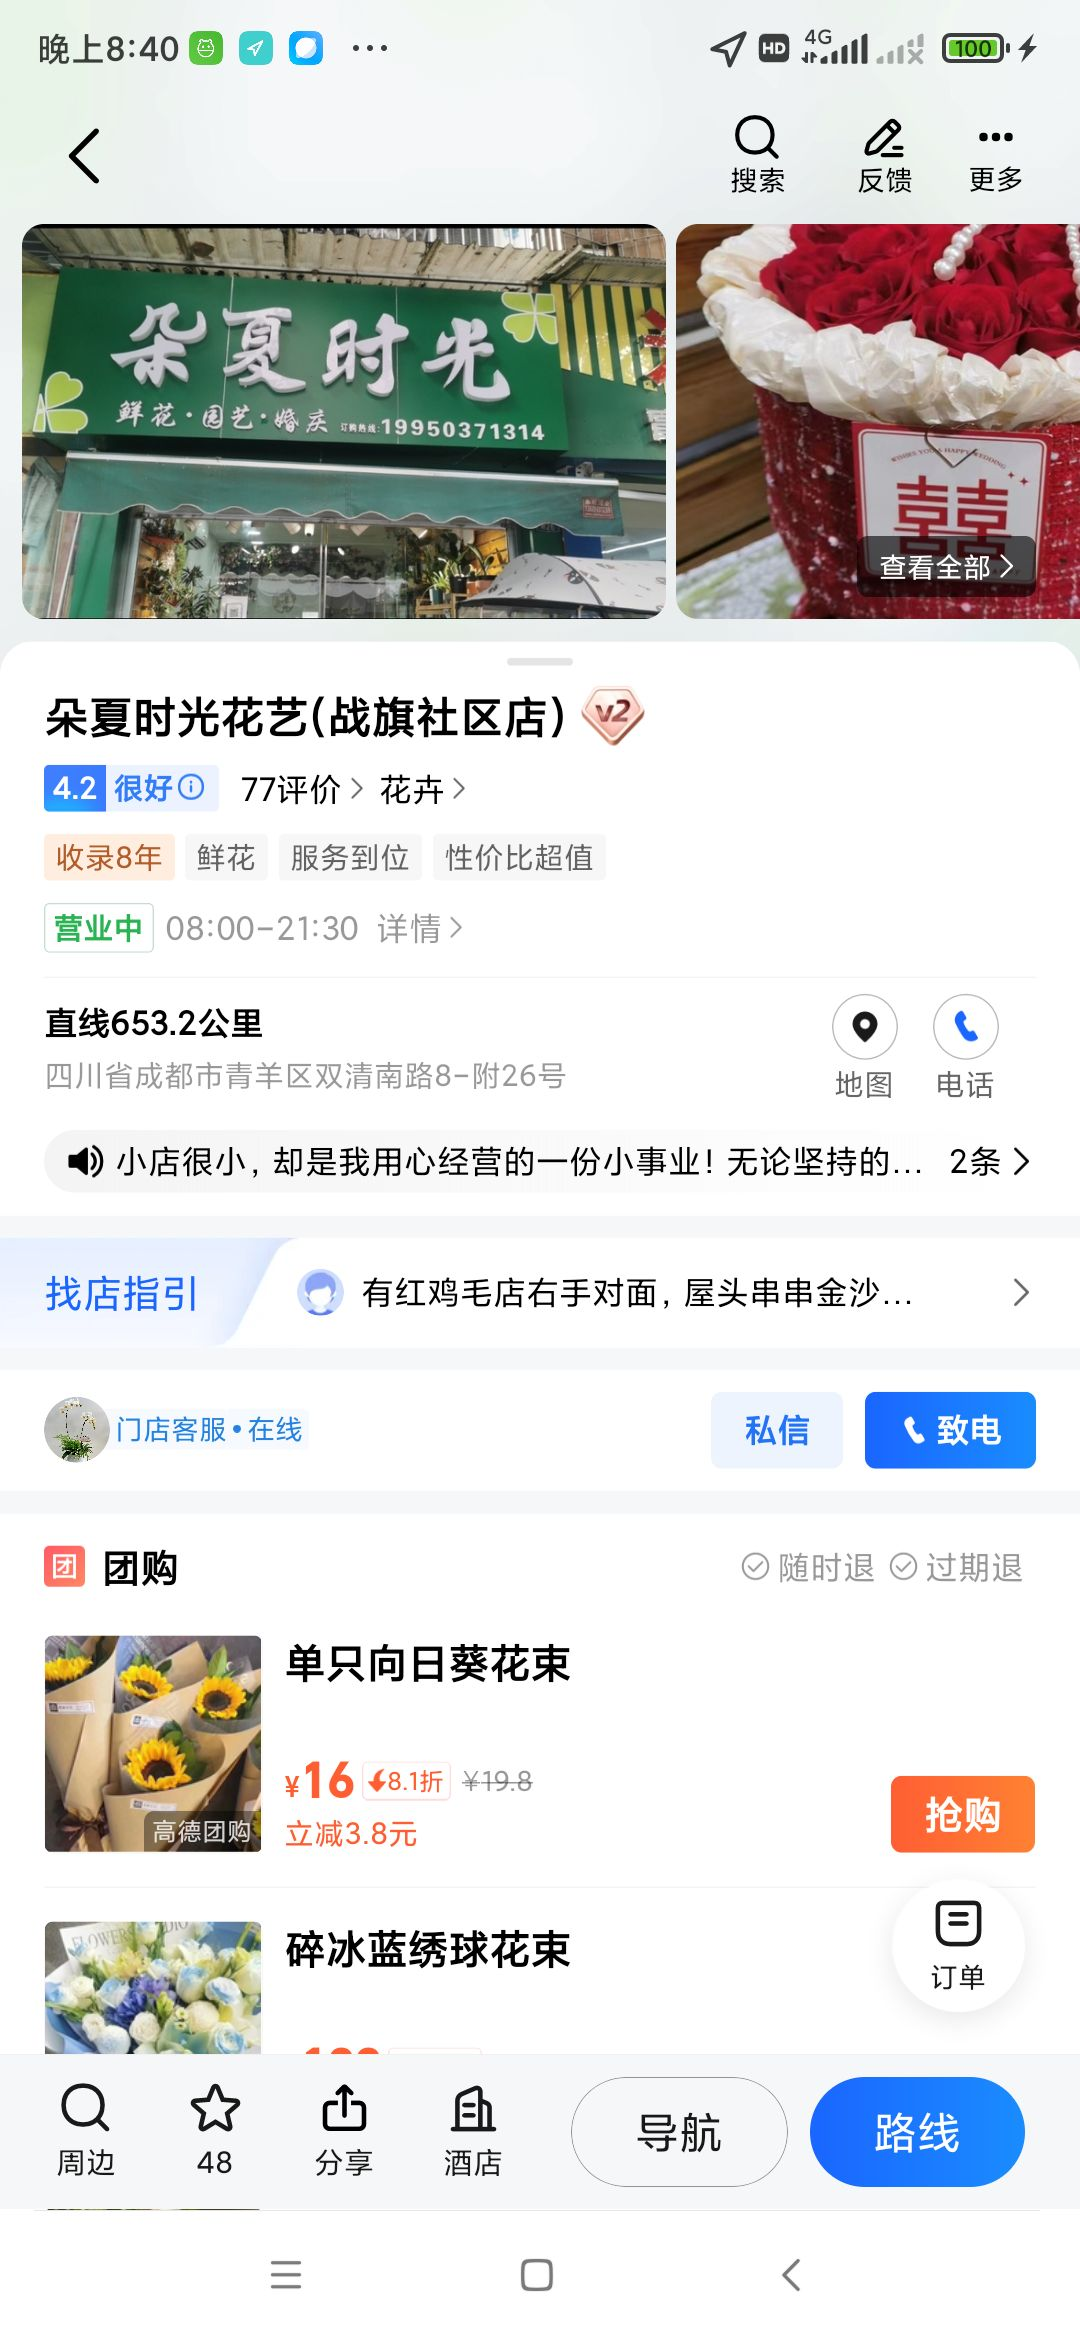 晚上8:40
HD
4G
100
搜索
反馈
更多
朵夏时光
鲜花·园艺·婚庆 订购热线:19950371314
WISHES YOU A HAPPY WEDDING
囍
查看全部
朵夏时光花艺(战旗社区店)
v2
4.2 很好 77评价 花卉
收录8年 鲜花 服务到位 性价比超值
营业中 08:00-21:30 详情
直线653.2公里
四川省成都市青羊区双清南路8-附26号
地图
电话
小店很小，却是我用心经营的一份小事业！无论坚持的... 2条
找店指引 有红鸡毛店右手对面，屋头串串金沙...
门店客服·在线
私信
致电
团 团购
随时退 过期退
单只向日葵花束
¥16 8.1折 ¥19.8
立减3.8元
抢购
高德团购
碎冰蓝绣球花束
订单
周边
48
分享
酒店
导航
路线